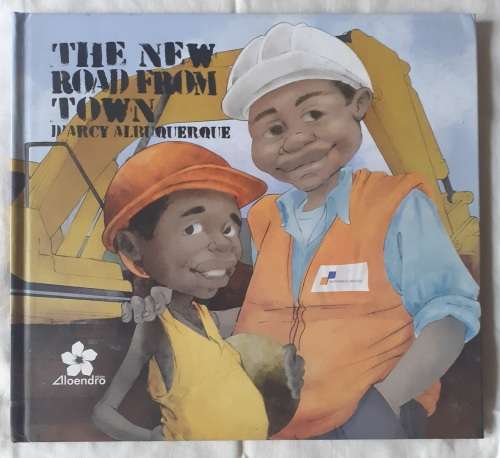 THE NEW
ROAD FROM
TOWN
D'ARCY ALBUQUERQUE
Aloendro